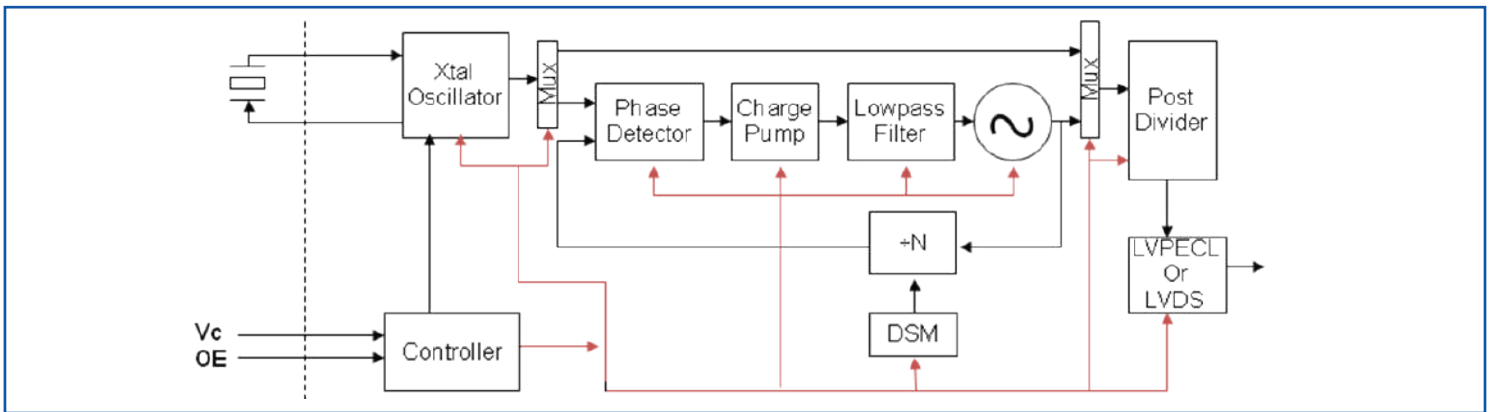 Xtal
Oscillator
Mux
Phase
Detector
Charge
Pump
Lowpass
Filter
Mux
Post
Divider
÷N
LVPECL
Or
LVDS
DSM
Vc
OE
Controller